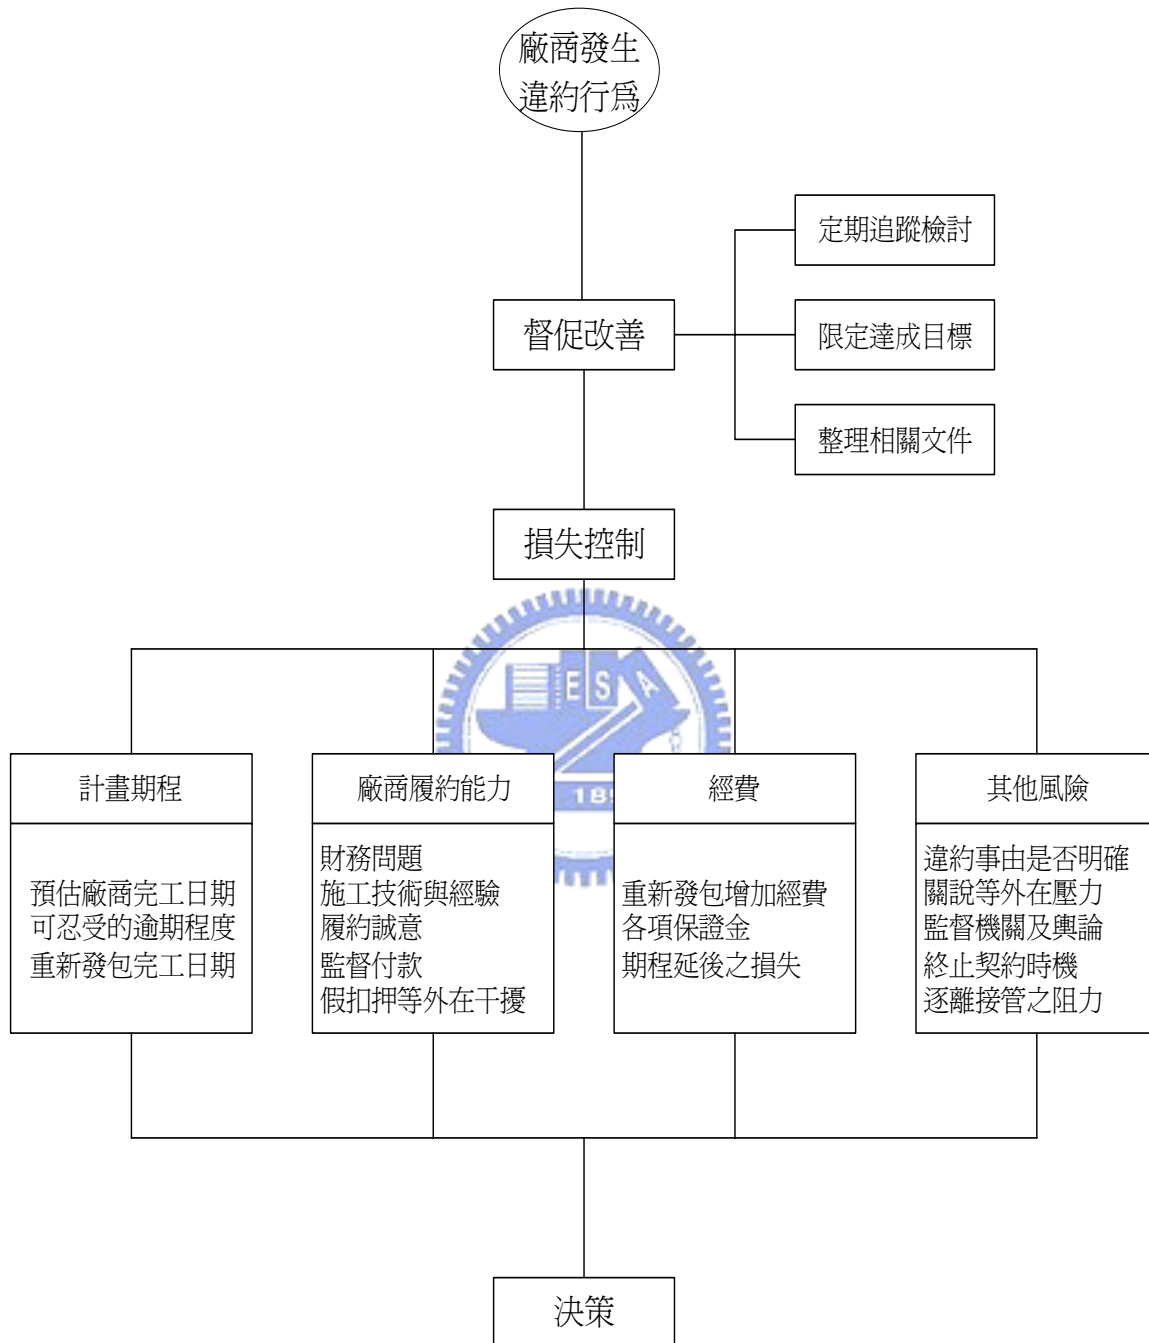 廠商發生
違約行為
定期追蹤檢討
督促改善
限定達成目標
整理相關文件
損失控制
E S A
計畫期程
廠商履約能力
經費
其他風險
189
預估廠商完工日期
可忍受的逾期程度
重新發包完工日期
財務問題
施工技術與經驗
履約誠意
監督付款
假扣押等外在干擾
重新發包增加經費
各項保證金
期程延後之損失
違約事由是否明確
關說等外在壓力
監督機關及輿論
終止契約時機
逐離接管之阻力
決策